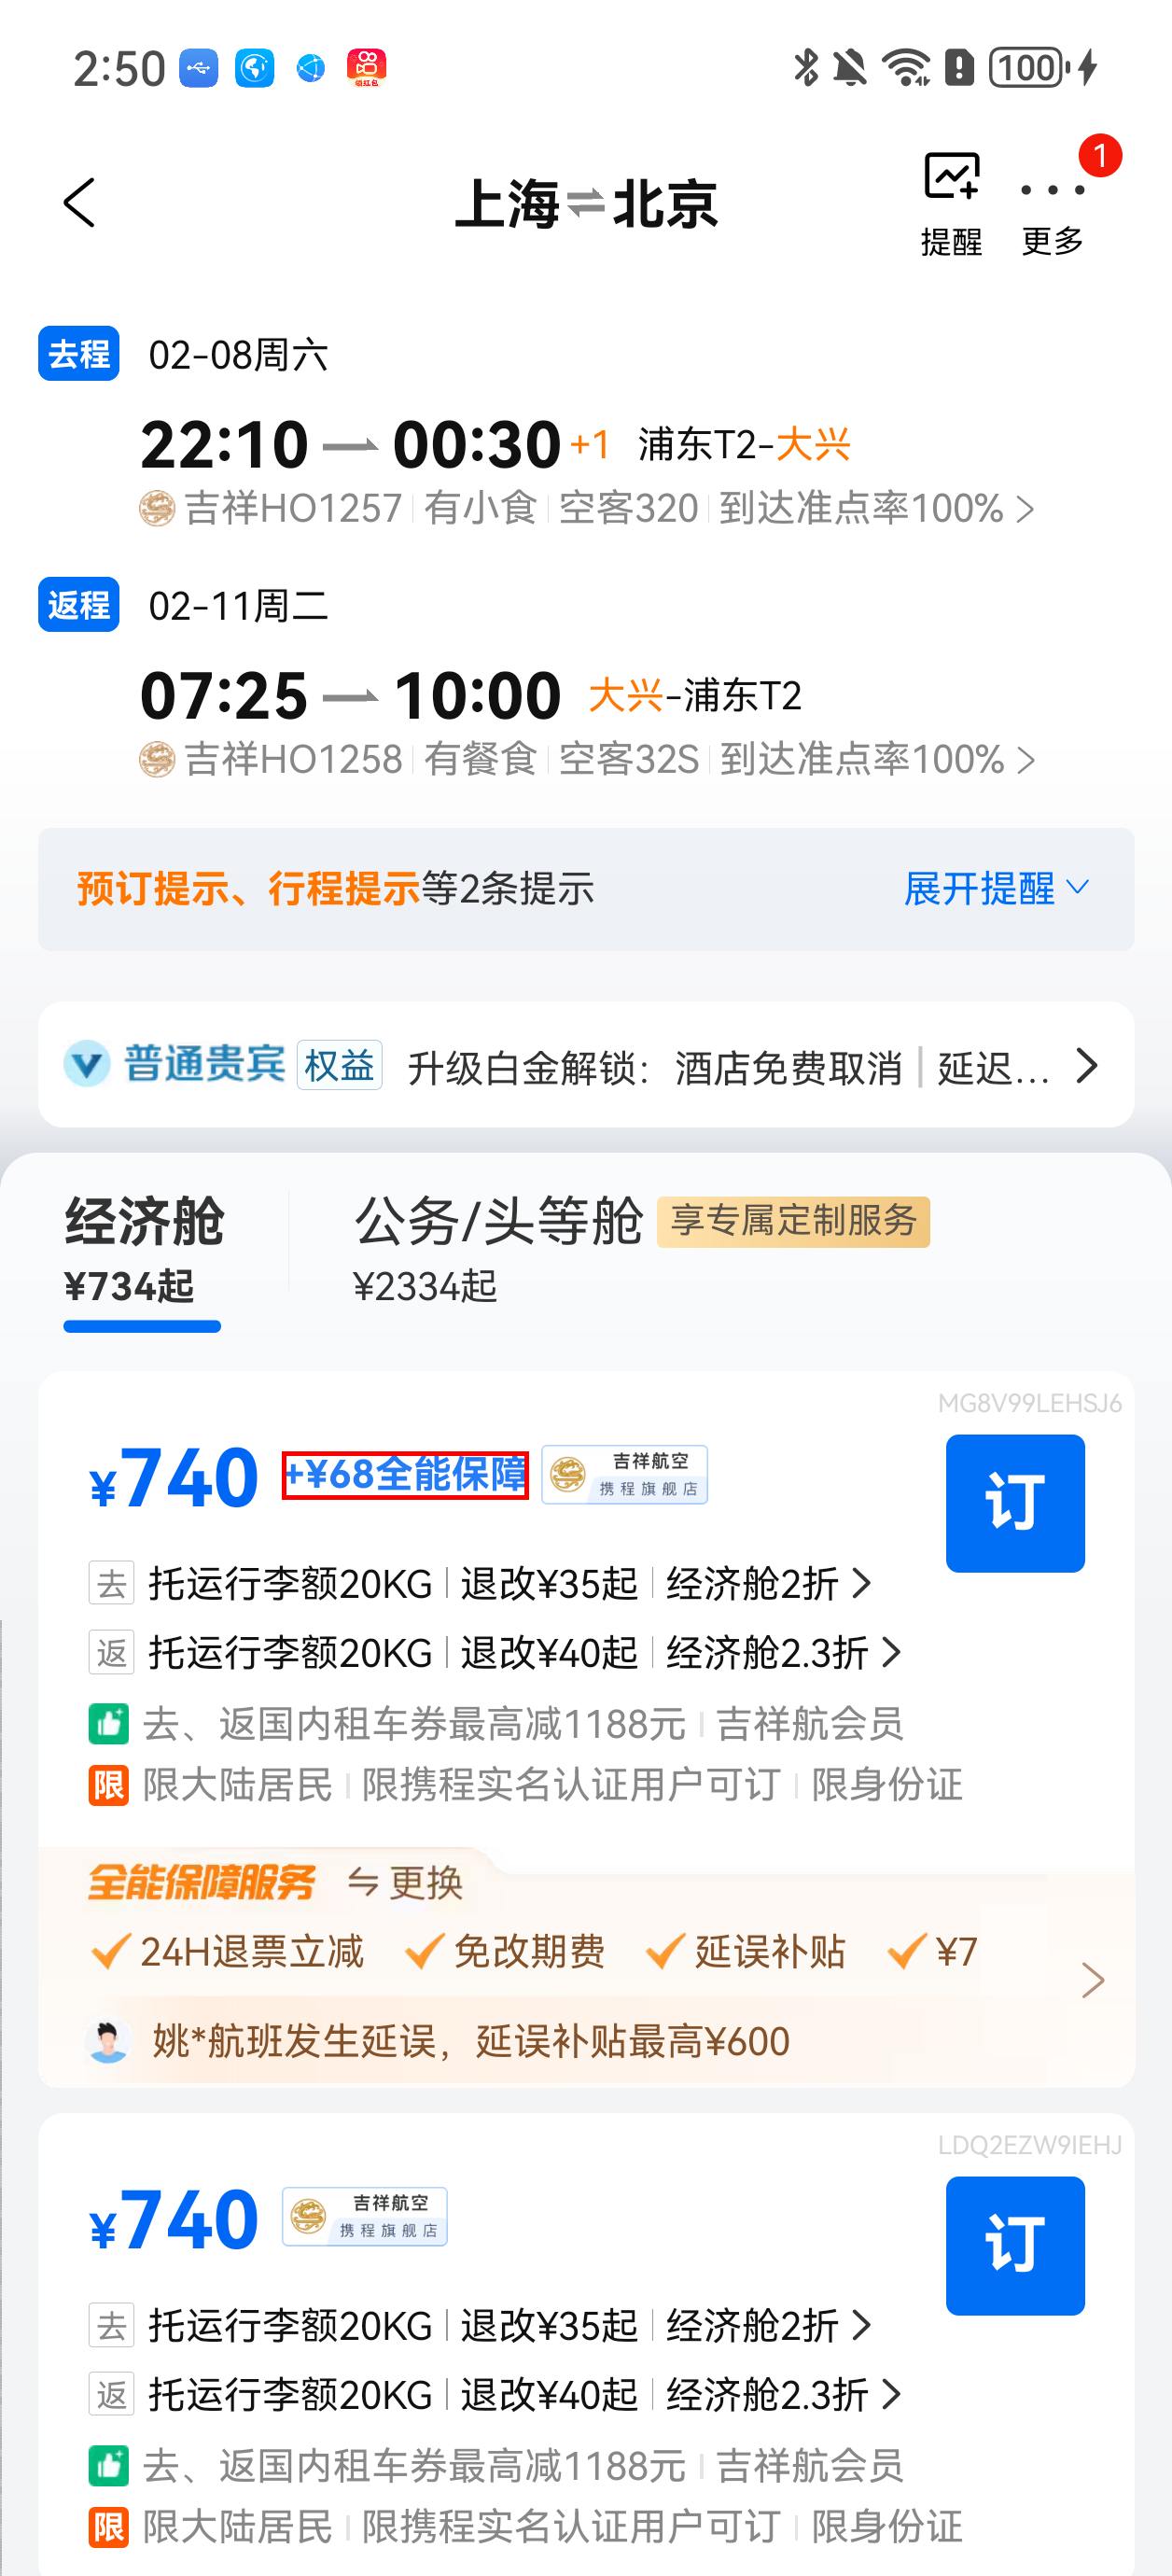 2:50
领红包
100
上海⇌北京
提醒
更多
1
去程 02-08周六
22:10 00:30 +1 浦东T2-大兴
吉祥HO1257 有小食 空客320 到达准点率100%
返程 02-11周二
07:25 10:00 大兴-浦东T2
吉祥HO1258 有餐食 空客32S 到达准点率100%
预订提示、行程提示等2条提示 展开提醒
普通贵宾 权益 升级白金解锁：酒店免费取消 | 延迟...
经济舱 公务/头等舱 享专属定制服务
¥734起 ¥2334起
MG8V99LEHSJ6
¥740 +¥68全能保障 吉祥航空 携程旗舰店
订
去 托运行李额20KG 退改¥35起 经济舱2折
返 托运行李额20KG 退改¥40起 经济舱2.3折
去、返国内租车券最高减1188元 吉祥航会员
限 限大陆居民 限携程实名认证用户可订 限身份证
全能保障服务 更换
24H退票立减 免改期费 延误补贴 ¥7
姚*航班发生延误，延误补贴最高¥600
LDQ2EZW9IEHJ
¥740 吉祥航空 携程旗舰店
订
去 托运行李额20KG 退改¥35起 经济舱2折
返 托运行李额20KG 退改¥40起 经济舱2.3折
去、返国内租车券最高减1188元 吉祥航会员
限 限大陆居民 限携程实名认证用户可订 限身份证